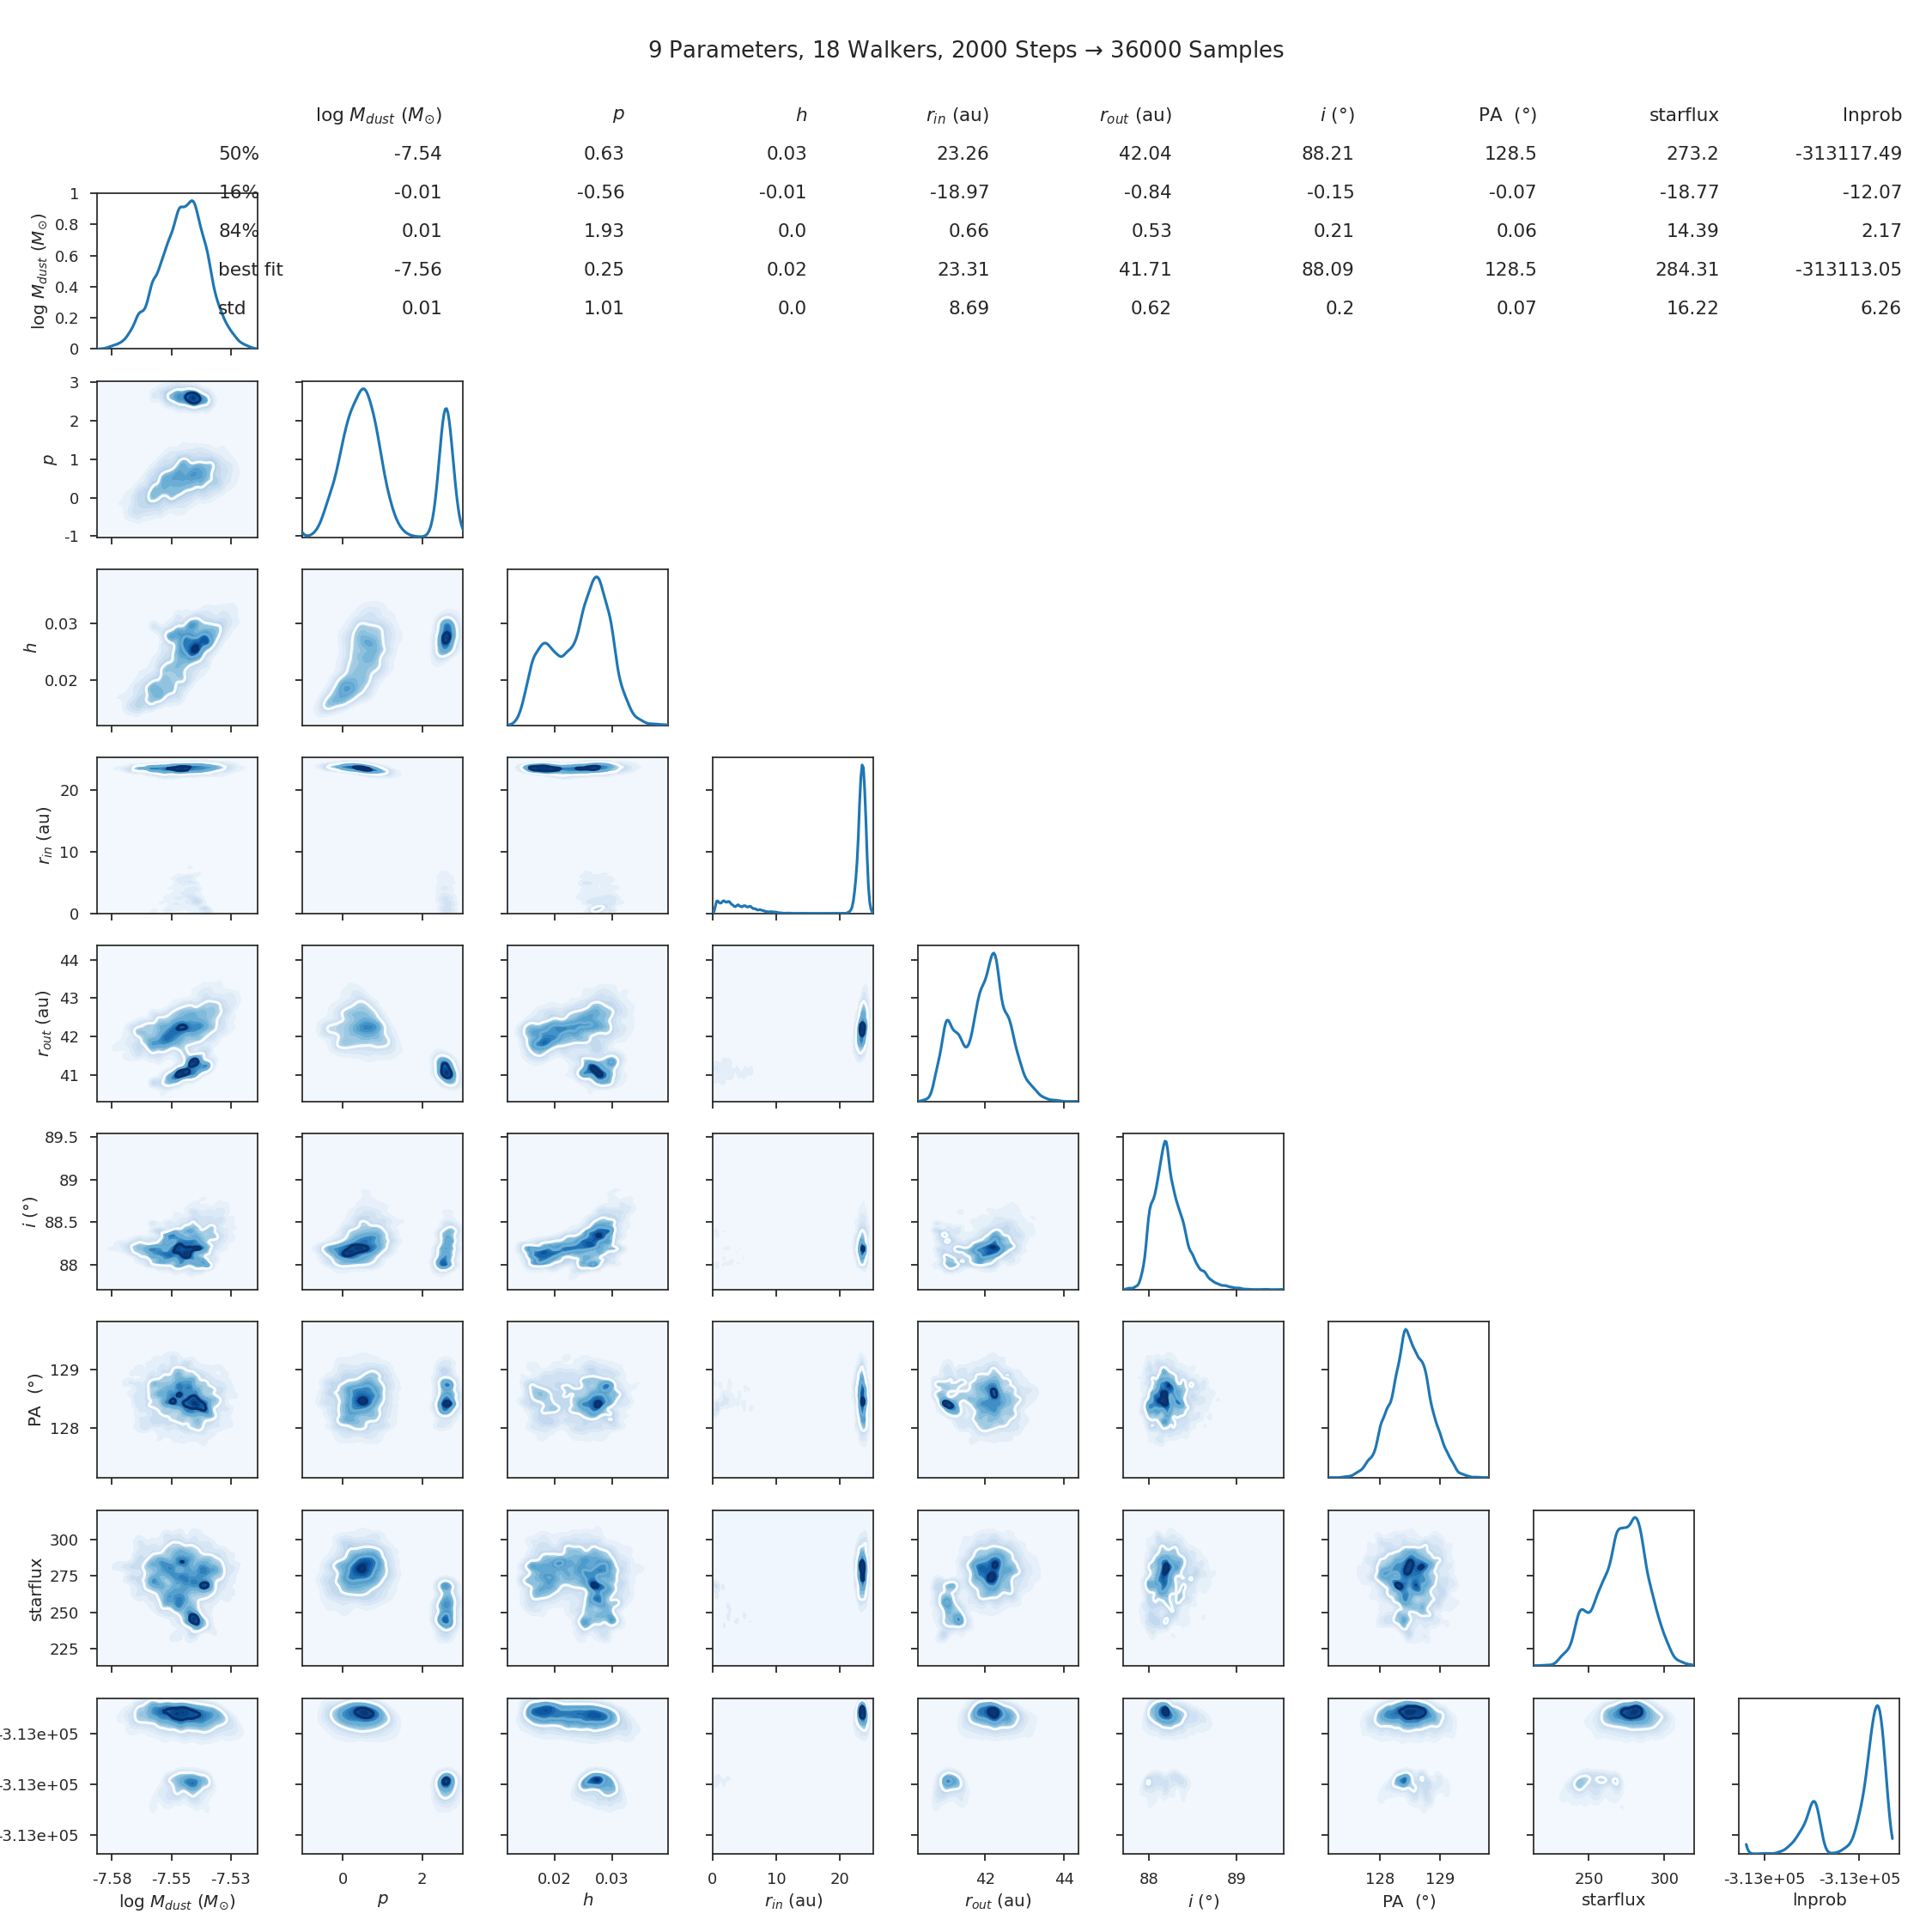 9 Parameters, 18 Walkers, 2000 Steps → 36000 Samples
log M_dust (M_⊙) p h r_in (au) r_out (au) i (°) PA (°) starflux lnprob
50% -7.54 0.63 0.03 23.26 42.04 88.21 128.5 273.2 -313117.49
16% -0.01 -0.56 -0.01 -18.97 -0.84 -0.15 -0.07 -18.77 -12.07
84% 0.01 1.93 0.0 0.66 0.53 0.21 0.06 14.39 2.17
best fit -7.56 0.25 0.02 23.31 41.71 88.09 128.5 284.31 -313113.05
std 0.01 1.01 0.0 8.69 0.62 0.2 0.07 16.22 6.26
log M_dust (M_⊙)
1
0.8
0.6
0.4
0.2
0
p
3
2
1
0
-1
h
0.03
0.02
r_in (au)
20
10
0
r_out (au)
44
43
42
41
i (°)
89.5
89
88.5
88
PA (°)
129
128
starflux
300
275
250
225
-3.13e+05
-3.13e+05
-3.13e+05
-7.58 -7.55 -7.53 0 2 0.02 0.03 0 10 20 42 44 88 89 128 129 250 300 -3.13e+05 -3.13e+05
log M_dust (M_⊙) p h r_in (au) r_out (au) i (°) PA (°) starflux lnprob